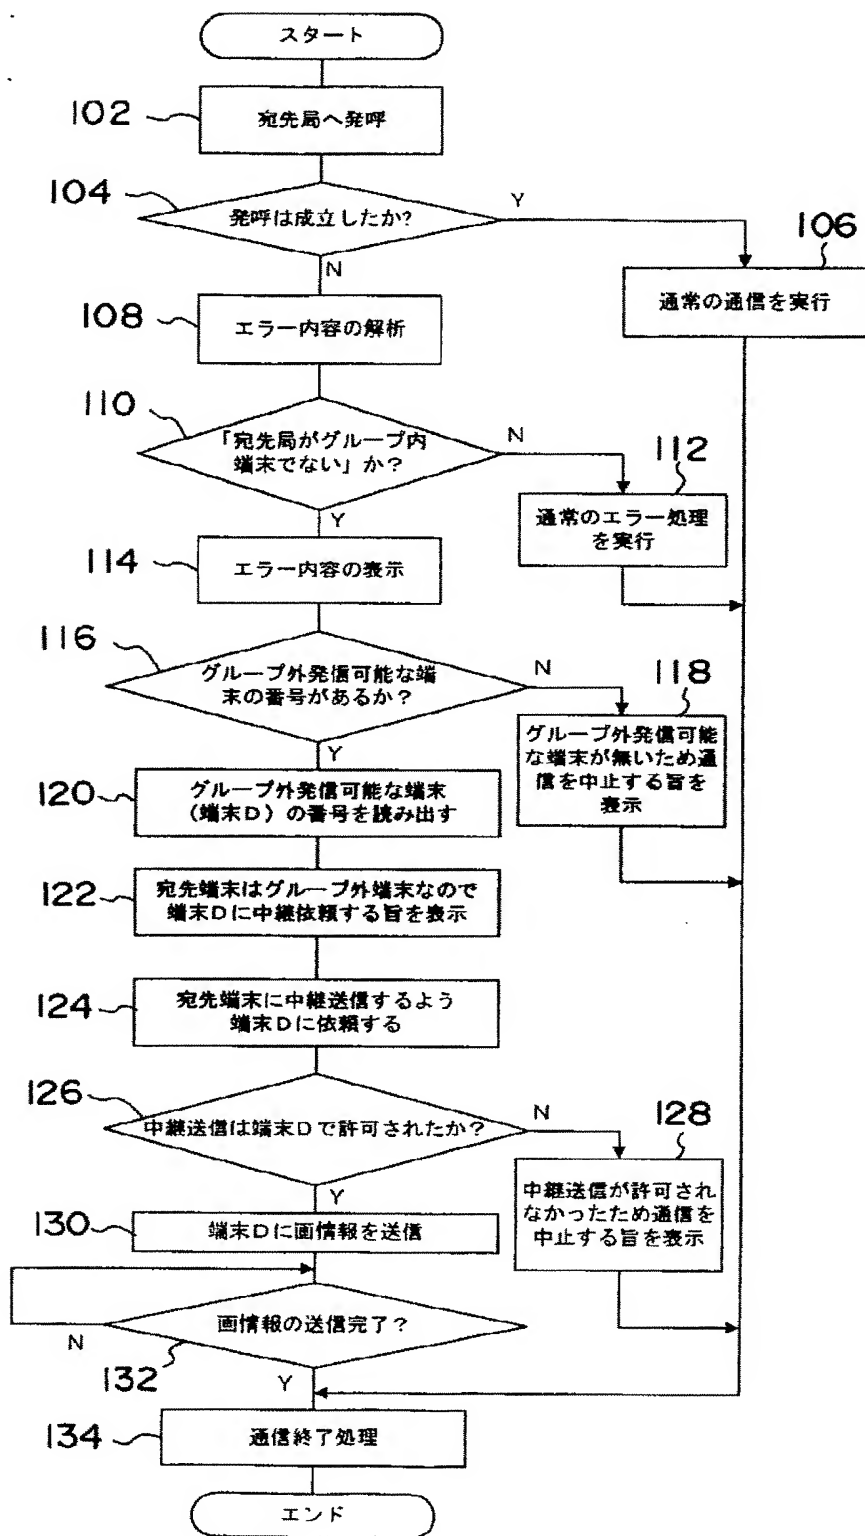 スタート
102
宛先局へ発呼
104
発呼は成立したか?
Y
N
106
通常の通信を実行
108
エラー内容の解析
110
「宛先局がグループ内
端末でない」か?
N
Y
112
通常のエラー処理
を実行
114
エラー内容の表示
116
グループ外発信可能な端
末の番号があるか?
N
Y
118
グループ外発信可能
な端末が無いため通
信を中止する旨を
表示
120
グループ外発信可能な端末
(端末D)の番号を読み出す
122
宛先端末はグループ外端末なので
端末Dに中継依頼する旨を表示
124
宛先端末に中継送信するよう
端末Dに依頼する
126
中継送信は端末Dで許可されたか?
N
Y
128
中継送信が許可され
なかったため通信を
中止する旨を表示
130
端末Dに画情報を送信
画情報の送信完了?
N
132
Y
134
通信終了処理
エンド